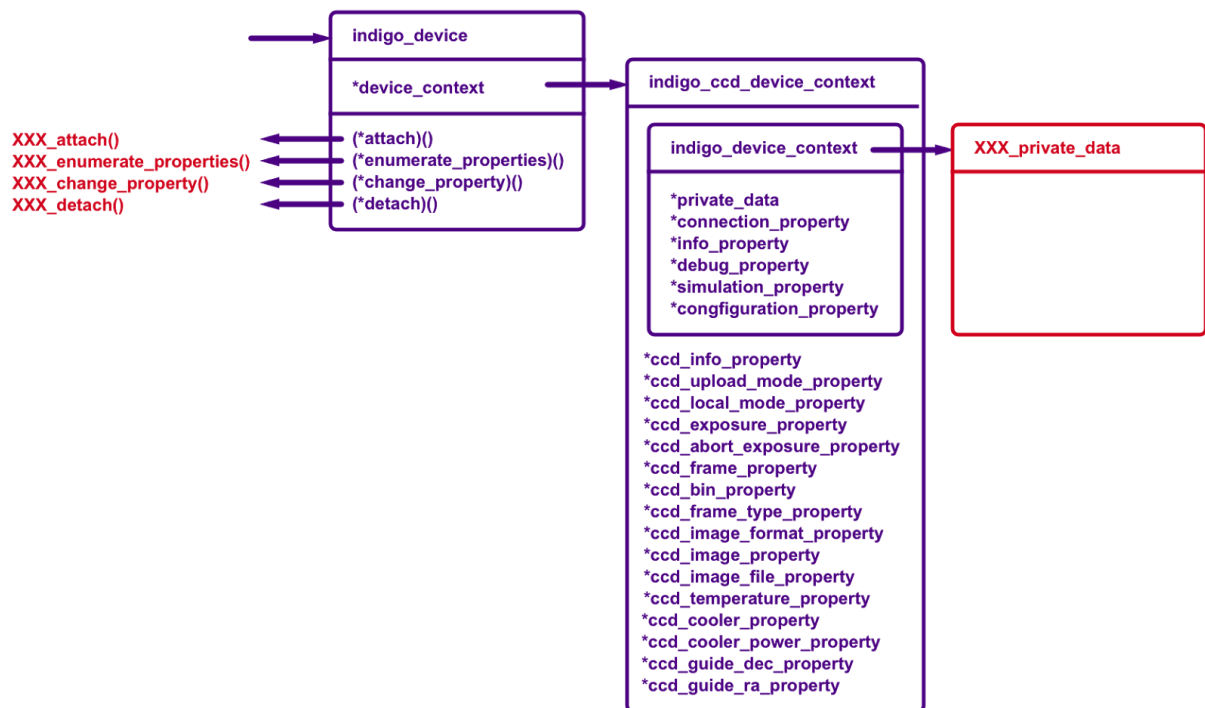 indigo_device
*device_context
(*attach)()
(*enumerate_properties)()
(*change_property)()
(*detach)()
XXX_attach()
XXX_enumerate_properties()
XXX_change_property()
XXX_detach()
indigo_ccd_device_context
indigo_device_context
*private_data
*connection_property
*info_property
*debug_property
*simulation_property
*congfiguration_property
XXX_private_data
*ccd_info_property
*ccd_upload_mode_property
*ccd_local_mode_property
*ccd_exposure_property
*ccd_abort_exposure_property
*ccd_frame_property
*ccd_bin_property
*ccd_frame_type_property
*ccd_image_format_property
*ccd_image_property
*ccd_image_file_property
*ccd_temperature_property
*ccd_cooler_property
*ccd_cooler_power_property
*ccd_guide_dec_property
*ccd_guide_ra_property